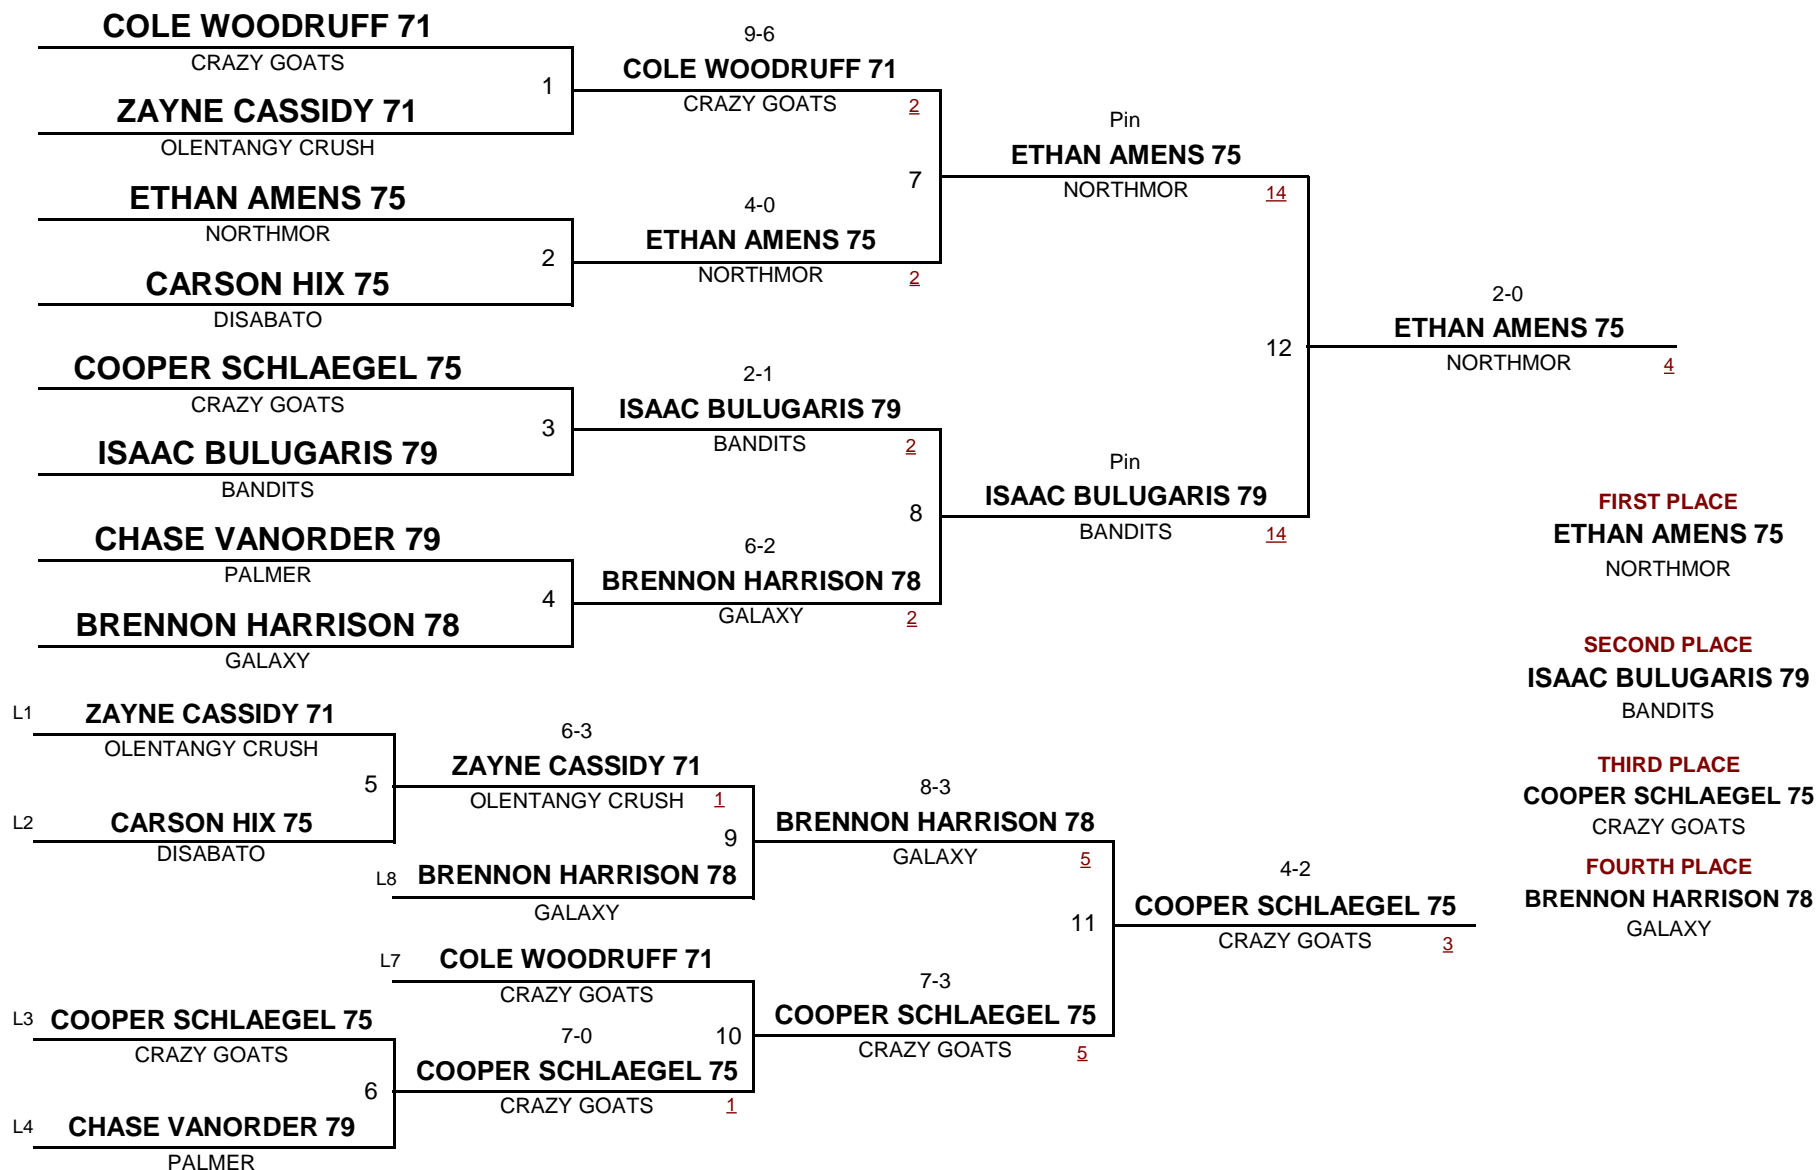 COLE WOODRUFF 71
CRAZY GOATS
1
ZAYNE CASSIDY 71
OLENTANGY CRUSH
ETHAN AMENS 75
NORTHMOR
2
CARSON HIX 75
DISABATO
COOPER SCHLAEGEL 75
CRAZY GOATS
3
ISAAC BULUGARIS 79
BANDITS
CHASE VANORDER 79
PALMER
4
BRENNON HARRISON 78
GALAXY
9-6
COLE WOODRUFF 71
CRAZY GOATS 2
7
4-0
ETHAN AMENS 75
NORTHMOR 2
2-1
ISAAC BULUGARIS 79
BANDITS 2
8
6-2
BRENNON HARRISON 78
GALAXY 2
Pin
ETHAN AMENS 75
NORTHMOR 14
12
Pin
ISAAC BULUGARIS 79
BANDITS 14
2-0
ETHAN AMENS 75
NORTHMOR 4
FIRST PLACE
ETHAN AMENS 75
NORTHMOR
SECOND PLACE
ISAAC BULUGARIS 79
BANDITS
THIRD PLACE
COOPER SCHLAEGEL 75
CRAZY GOATS
FOURTH PLACE
BRENNON HARRISON 78
GALAXY
L1 ZAYNE CASSIDY 71
OLENTANGY CRUSH
5
L2 CARSON HIX 75
DISABATO
6-3
ZAYNE CASSIDY 71
OLENTANGY CRUSH 1
9
L8 BRENNON HARRISON 78
GALAXY
L7 COLE WOODRUFF 71
CRAZY GOATS
10
L3 COOPER SCHLAEGEL 75
CRAZY GOATS
6
L4 CHASE VANORDER 79
PALMER
7-0
COOPER SCHLAEGEL 75
CRAZY GOATS 1
8-3
BRENNON HARRISON 78
GALAXY 5
11
7-3
COOPER SCHLAEGEL 75
CRAZY GOATS 5
4-2
COOPER SCHLAEGEL 75
CRAZY GOATS 3